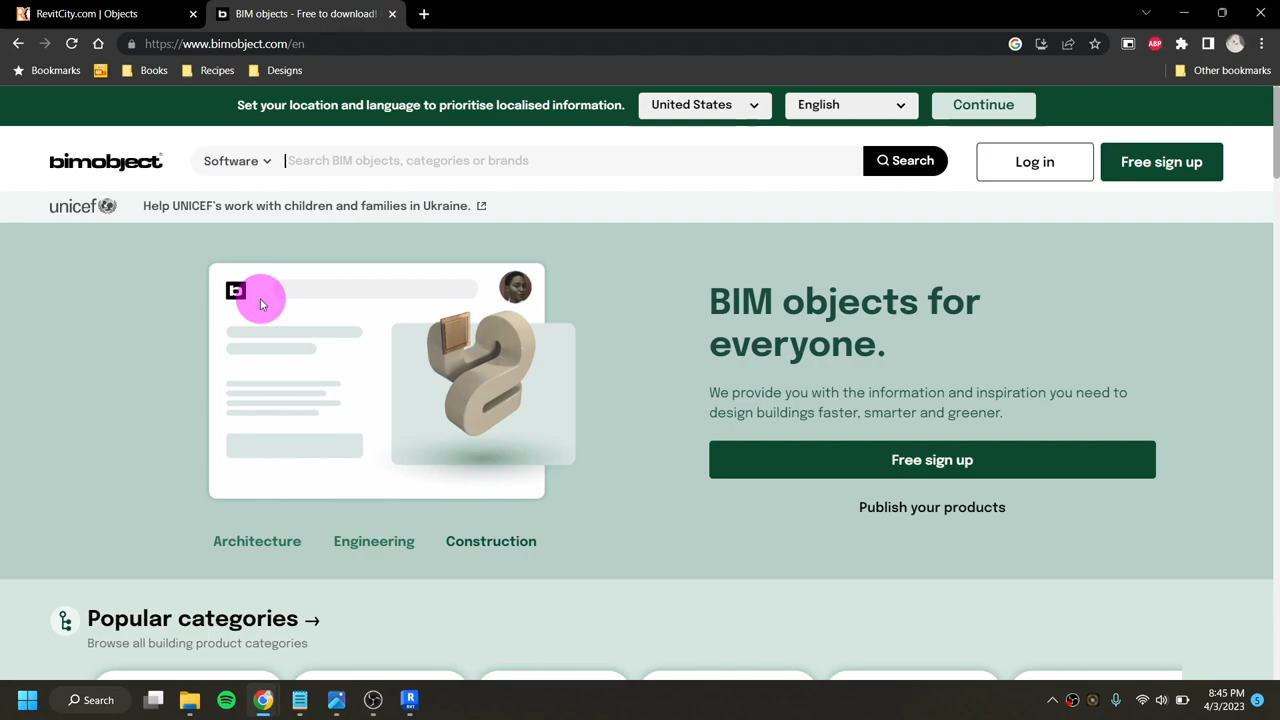 RevitCity.com | Objects
BIM objects - Free to download!
https://www.bimobject.com/en
ABP
Bookmarks
Books
Recipes
Designs
Other bookmarks
Set your location and language to prioritise localised information.
United States
English
Continue
bimobject
Software
Search BIM objects, categories or brands
Search
Log in
Free sign up
unicef
Help UNICEF's work with children and families in Ukraine.
b
BIM objects for
everyone.
We provide you with the information and inspiration you need to
design buildings faster, smarter and greener.
Free sign up
Publish your products
Architecture
Engineering
Construction
Popular categories →
Browse all building product categories
Search
R
RVT
8:45 PM
4/3/2023
5